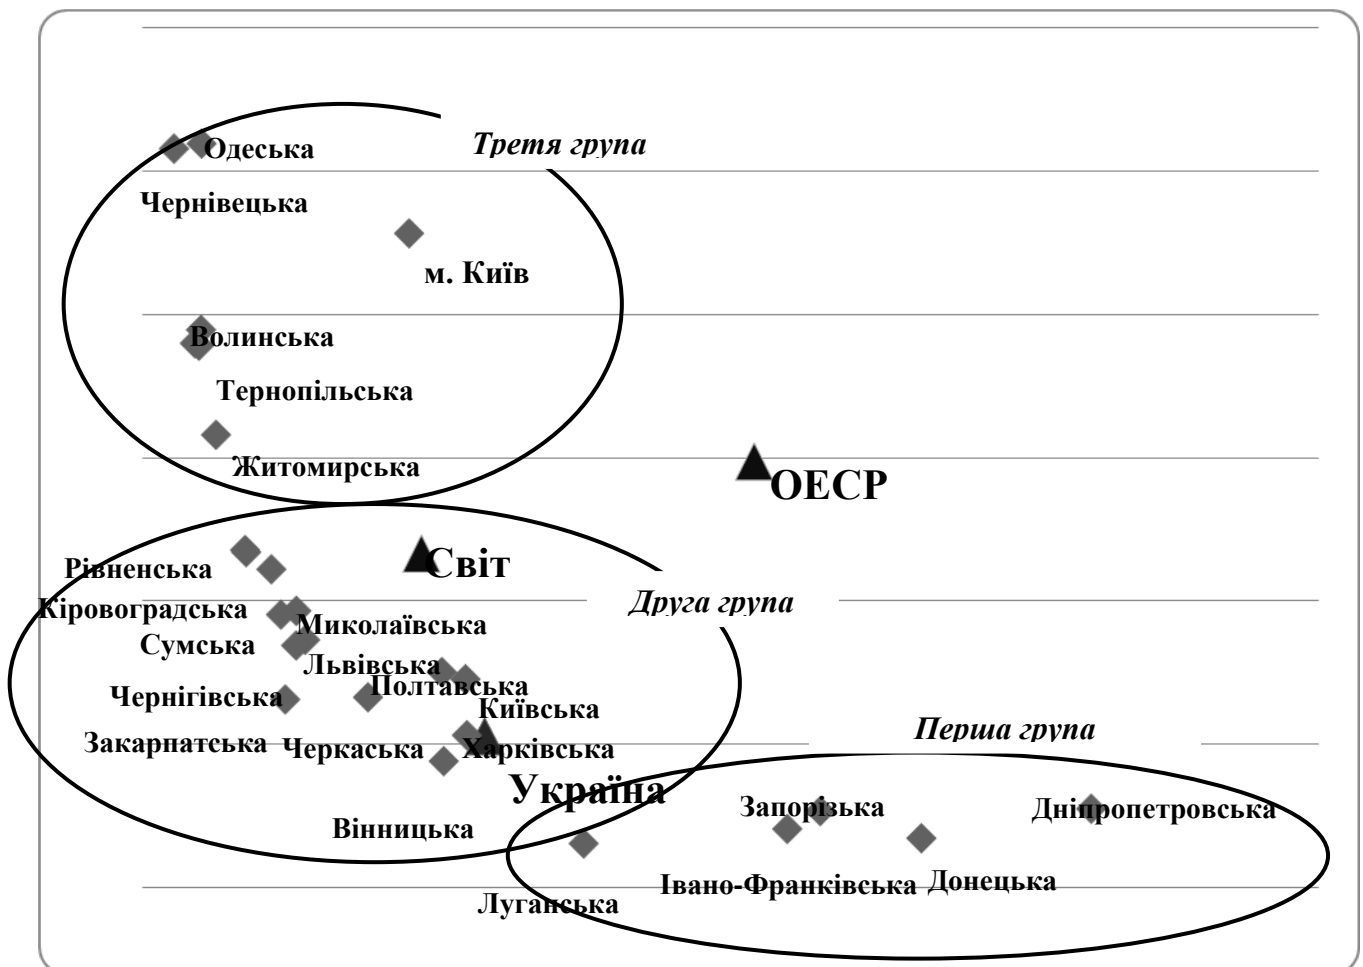 Третя група
Одеська
Чернівецька
м. Київ
Волинська
Тернопільська
Житомирська
ОЕСР
Світ
Рівненська
Друга група
Кіровоградська
Миколаївська
Сумська
Львівська
Полтавська
Чернігівська
Київська
Перша група
Закарпатська
Черкаська
Харківська
Україна
Запорізька
Дніпропетровська
Вінницька
Івано-Франківська
Донецька
Луганська